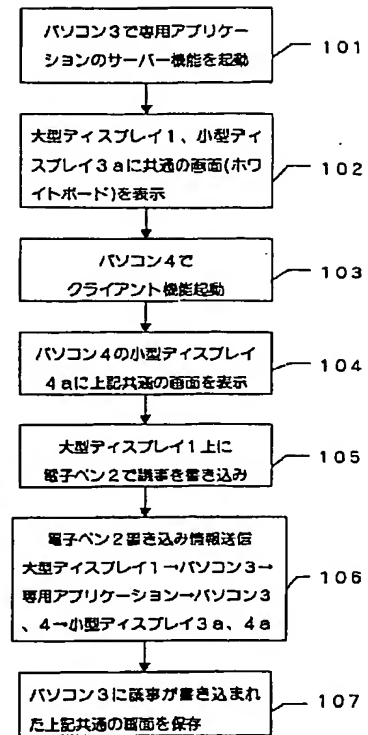 パソコン3で専用アプリケー
ションのサーバー機能を起動
101
大型ディスプレイ1、小型ディ
スプレイ3aに共通の画面(ホワ
イトボード)を表示
102
パソコン4で
クライアント機能起動
103
パソコン4の小型ディスプレイ
4aに上記共通の画面を表示
104
大型ディスプレイ1上に
電子ペン2で議事を書き込み
105
電子ペン2書き込み情報送信
大型ディスプレイ1→パソコン3→
専用アプリケーション→パソコン3
、4→小型ディスプレイ3a、4a
106
パソコン3に議事が書き込まれ
た上記共通の画面を保存
107